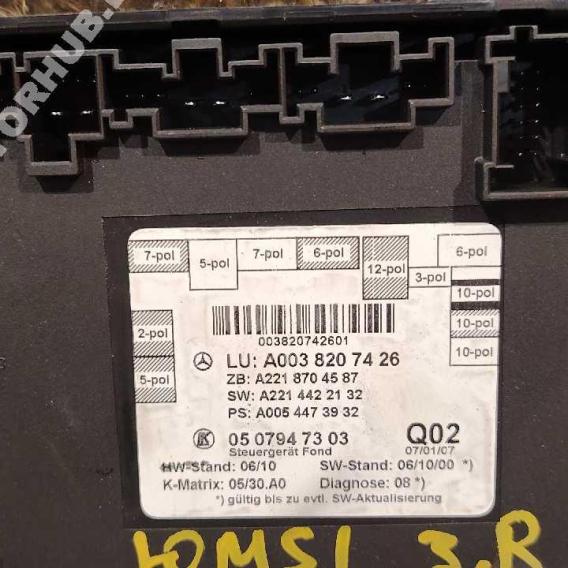 TORHUB.
7-pol 5-pol 7-pol 6-pol 12-pol 3-pol 6-pol
10-pol
2-pol 10-pol
10-pol
5-pol
003820742601
LU: A003 820 74 26
ZB: A221 870 45 87
SW: A221 442 21 32
PS: A005 447 39 32
05 0794 73 03 Q02
Steuergerät Fond 07/01/07
HW-Stand: 06/10 SW-Stand: 06/10/00 *)
K-Matrix: 05/30.A0 Diagnose: 08 *)
*) gültig bis zu evtl. SW-Aktualisierung
3.R